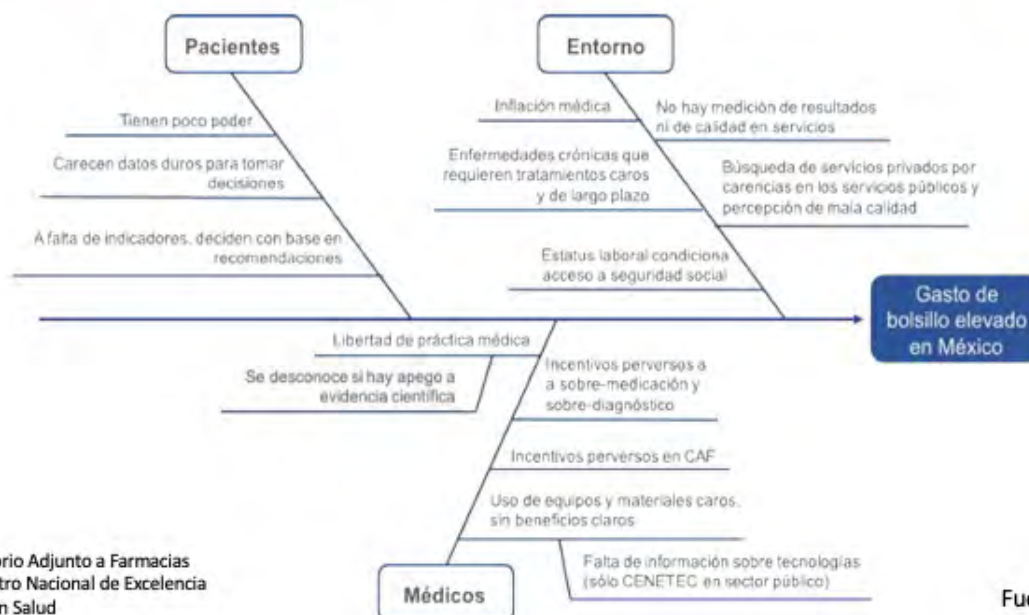 Pacientes
Tienen poco poder
Carecen datos duros para tomar
decisiones
A falta de indicadores, deciden con base en
recomendaciones
Entorno
Inflación médica
Enfermedades crónicas que
requieren tratamientos caros
y de largo plazo
Estatus laboral condiciona
acceso a seguridad social
No hay medición de resultados
ni de calidad en servicios
Búsqueda de servicios privados por
carencias en los servicios públicos y
percepción de mala calidad
Gasto de
bolsillo elevado
en México
Libertad de práctica médica
Se desconoce si hay apego a
evidencia científica
Incentivos perversos a
a sobre-medicación y
sobre-diagnóstico
Incentivos perversos en CAF
Uso de equipos y materiales caros,
sin beneficios claros
Falta de información sobre tecnologías
(sólo CENETEC en sector público)
Médicos
Adjunto a Farmacias
Nacional de Excelencia
Salud